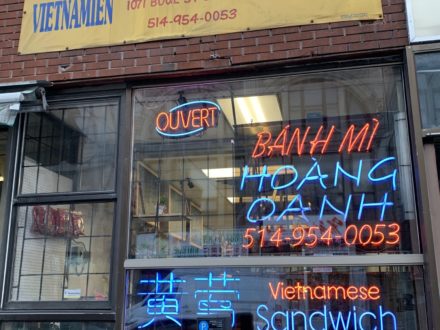 VIETNAMIEN
514-954-0053
OUVERT
BÁNH MÌ
HOÀNG
OANH
514-954-0053
黄莺
Vietnamese
Sandwich